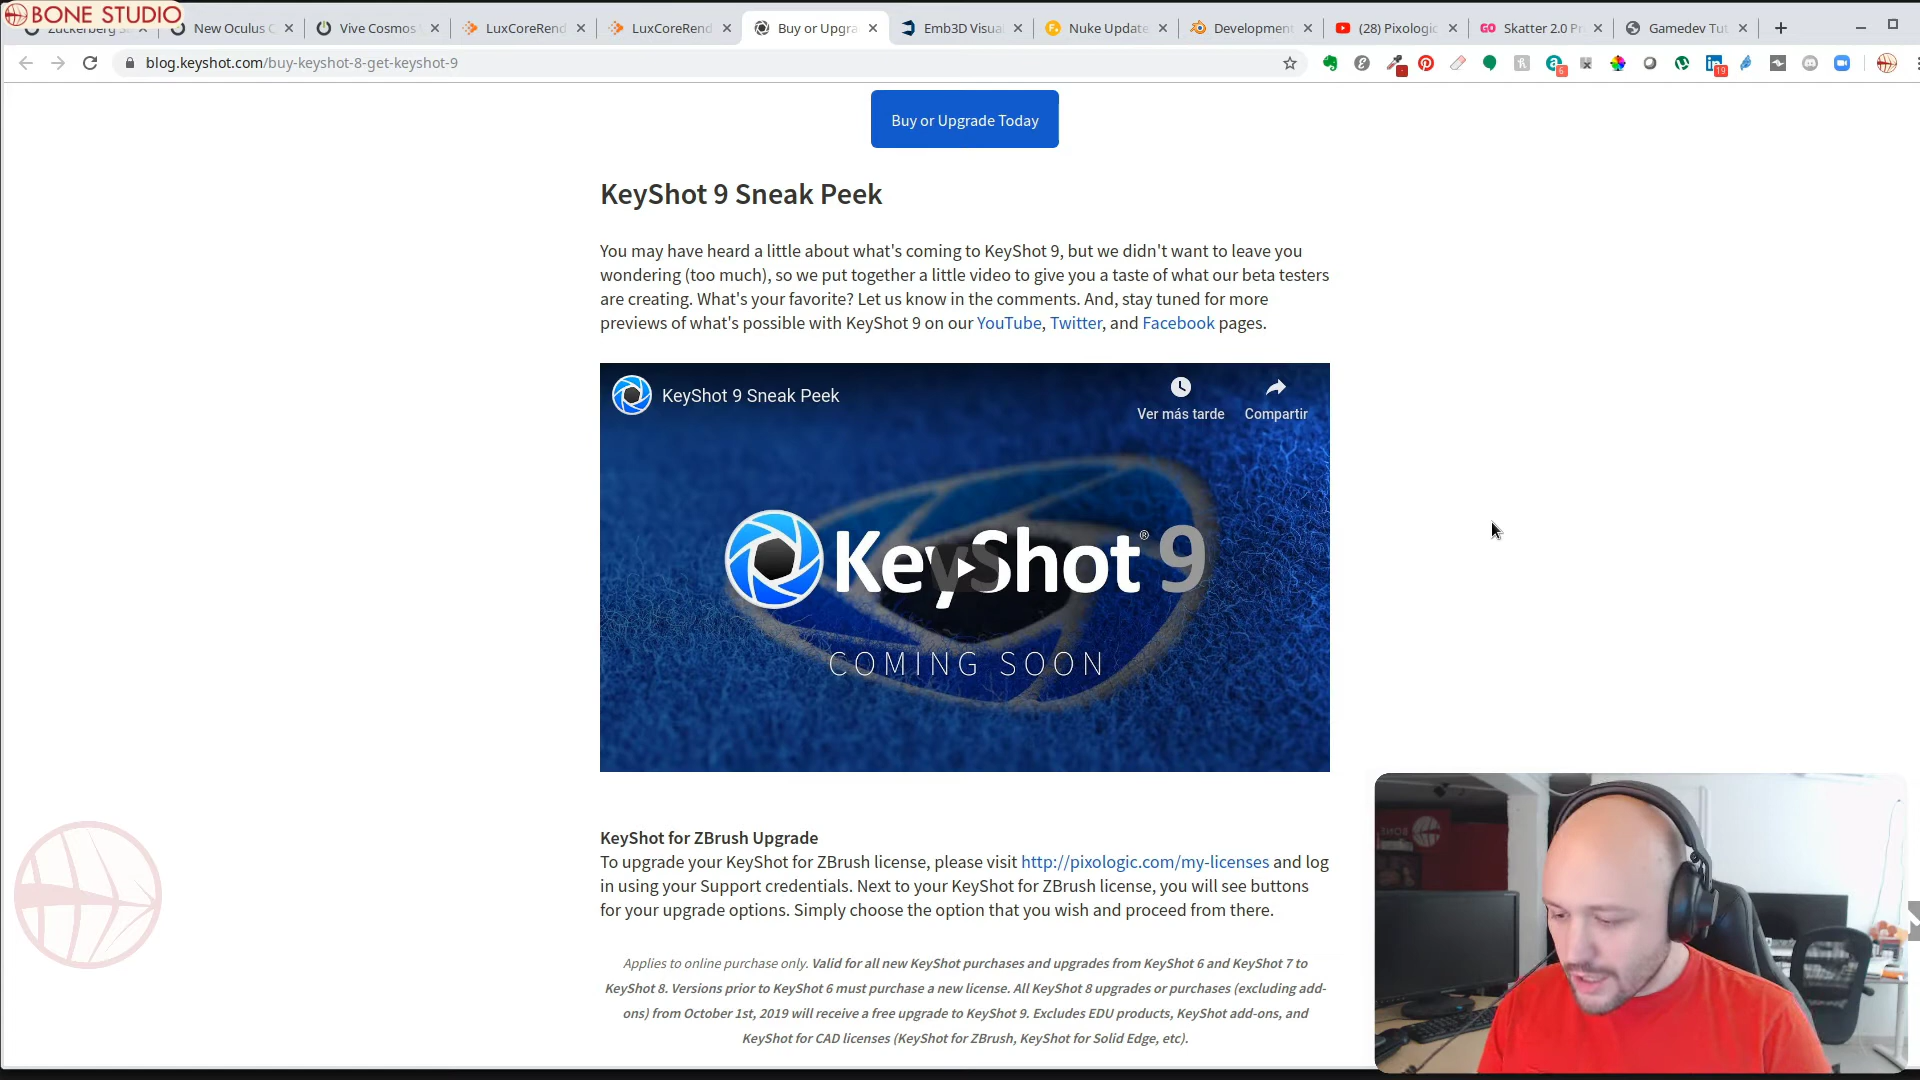 BONE STUDIO
Zuckerberg Sa
New Oculus C
Vive Cosmos
LuxCoreRend
LuxCoreRend
Buy or Upgra
Emb3D Visual
Nuke Update
Development
(28) Pixologic
Skatter 2.0 Pr
Gamedev Tut
blog.keyshot.com/buy-keyshot-8-get-keyshot-9
Buy or Upgrade Today
KeyShot 9 Sneak Peek
You may have heard a little about what's coming to KeyShot 9, but we didn't want to leave you
wondering (too much), so we put together a little video to give you a taste of what our beta testers
are creating. What's your favorite? Let us know in the comments. And, stay tuned for more
previews of what's possible with KeyShot 9 on our YouTube, Twitter, and Facebook pages.
KeyShot 9 Sneak Peek
Ver más tarde
Compartir
KeyShot® 9
COMING SOON
KeyShot for ZBrush Upgrade
To upgrade your KeyShot for ZBrush license, please visit http://pixologic.com/my-licenses and log
in using your Support credentials. Next to your KeyShot for ZBrush license, you will see buttons
for your upgrade options. Simply choose the option that you wish and proceed from there.
Applies to online purchase only. Valid for all new KeyShot purchases and upgrades from KeyShot 6 and KeyShot 7 to
KeyShot 8. Versions prior to KeyShot 6 must purchase a new license. All KeyShot 8 upgrades or purchases (excluding add-
ons) from October 1st, 2019 will receive a free upgrade to KeyShot 9. Excludes EDU products, KeyShot add-ons, and
KeyShot for CAD licenses (KeyShot for ZBrush, KeyShot for Solid Edge, etc).